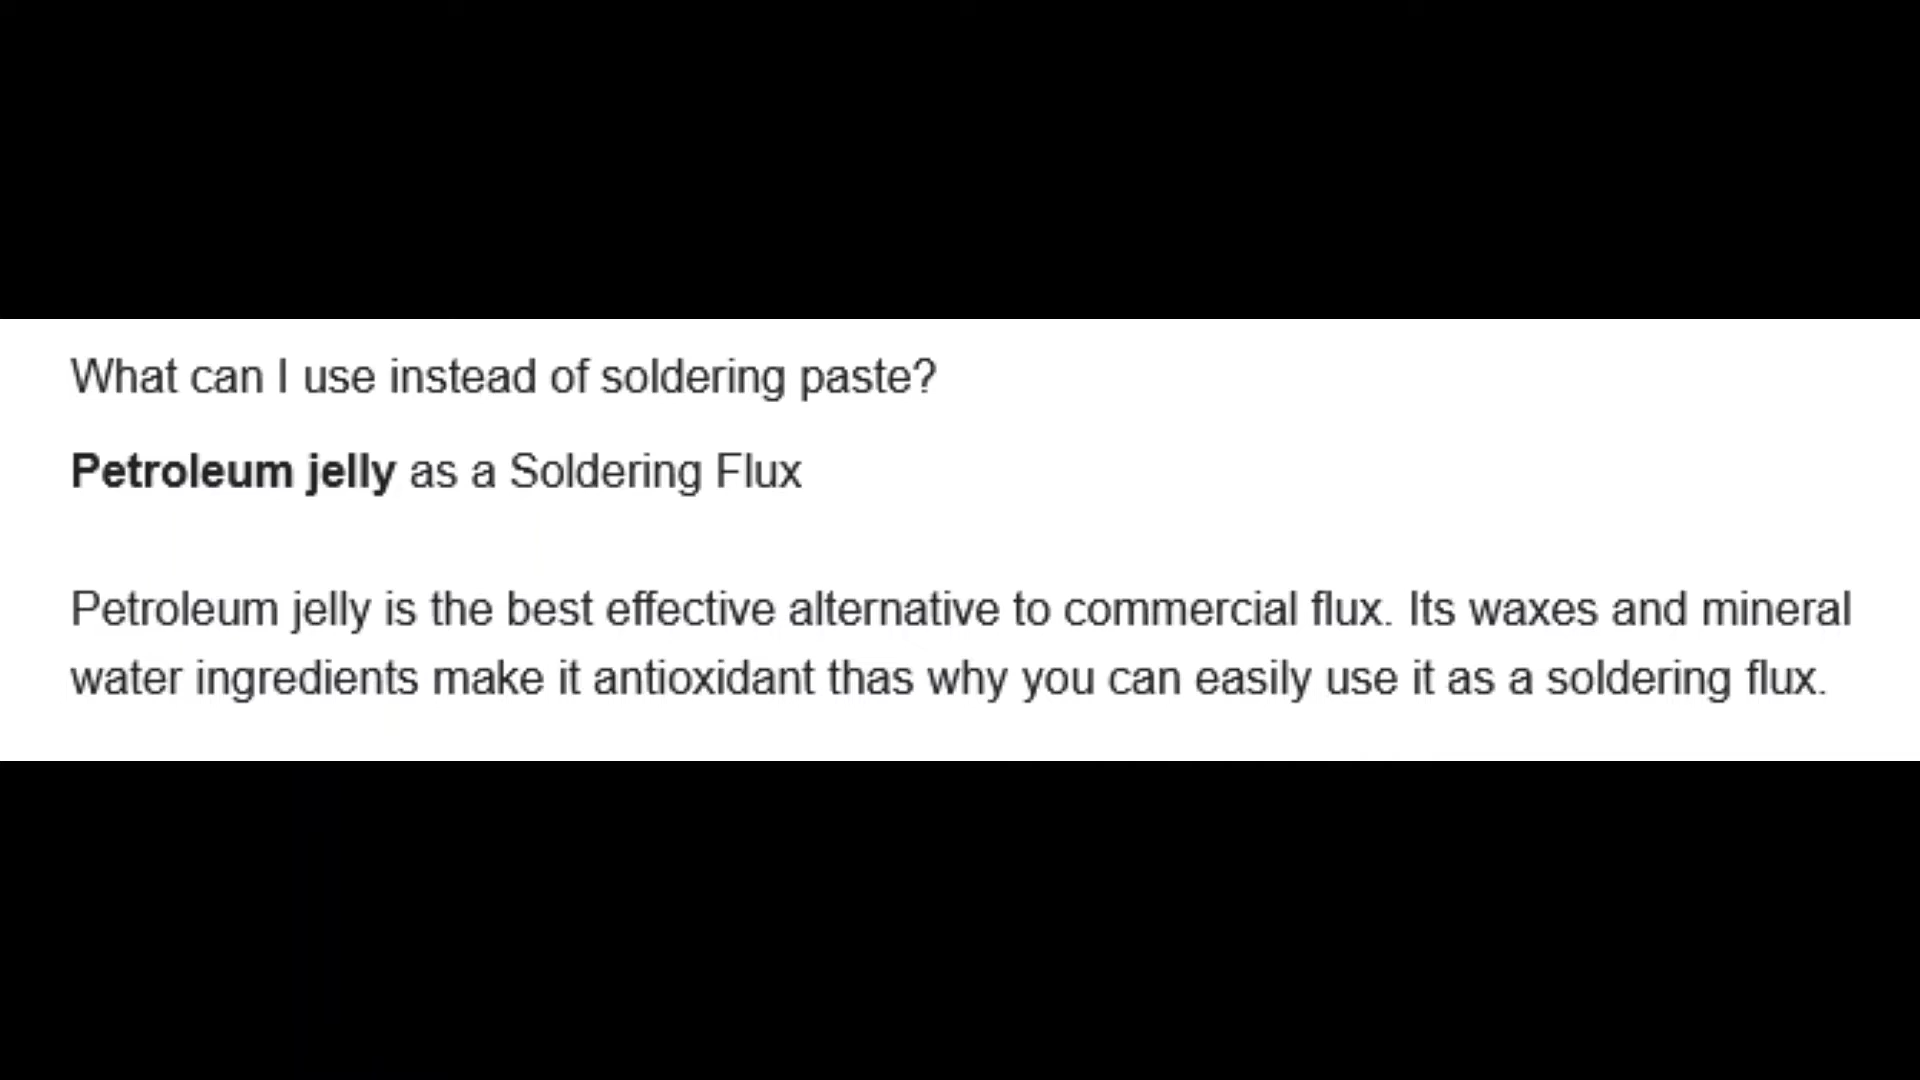 What can I use instead of soldering paste?
Petroleum jelly as a Soldering Flux
Petroleum jelly is the best effective alternative to commercial flux. Its waxes and mineral
water ingredients make it antioxidant thas why you can easily use it as a soldering flux.